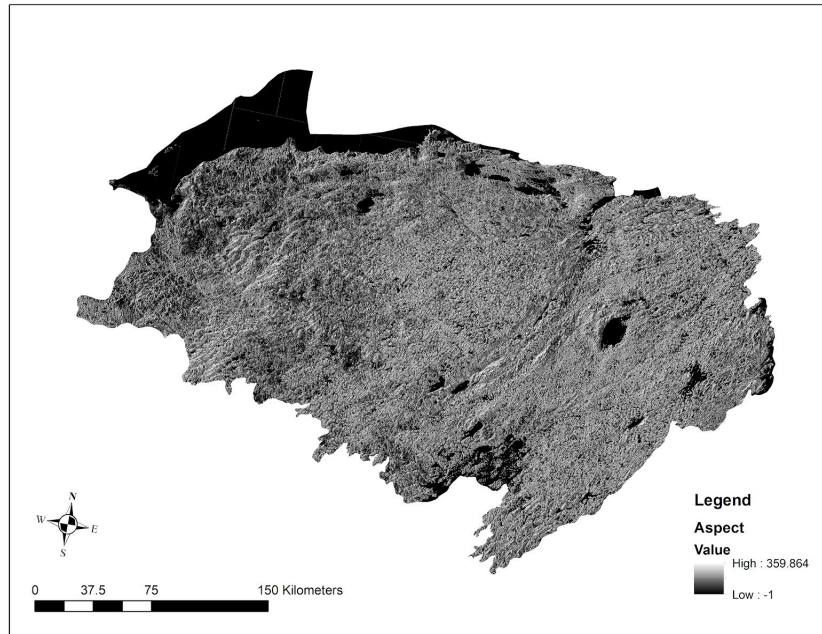 N
W
E
S
0 37.5 75 150 Kilometers
Legend
Aspect
Value
High : 359.864
Low : -1